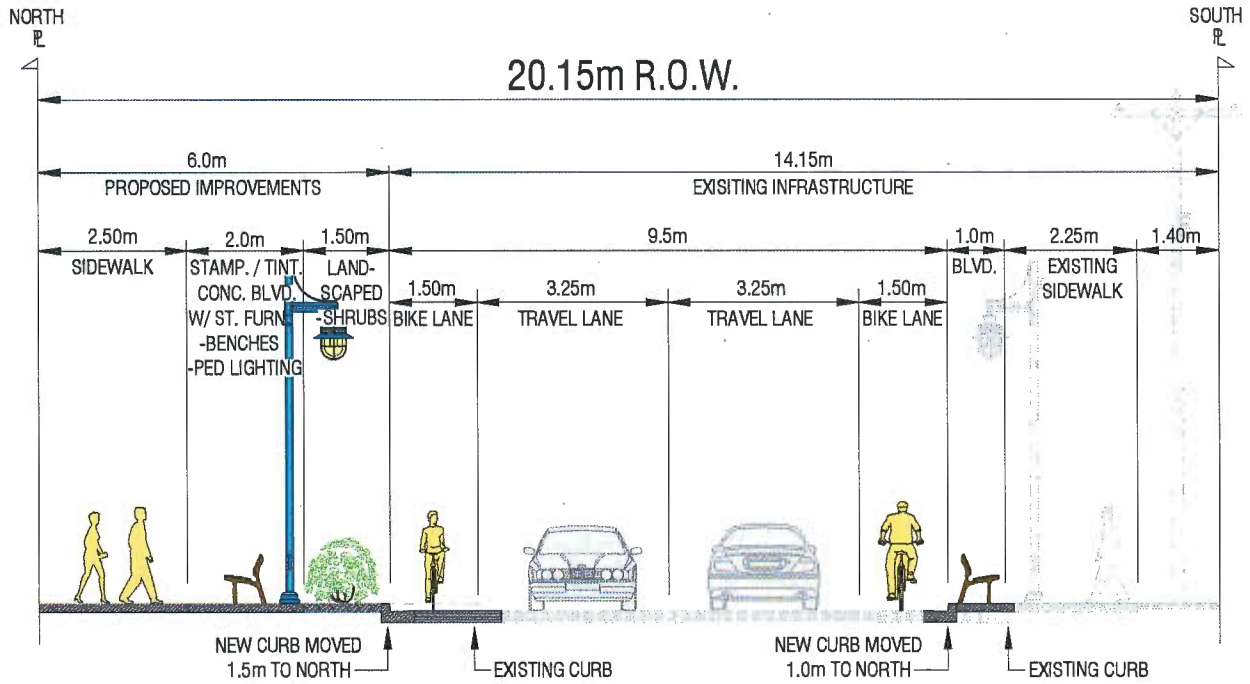 NORTH
PL
SOUTH
PL
20.15m R.O.W.
6.0m
PROPOSED IMPROVEMENTS
14.15m
EXISITING INFRASTRUCTURE
2.50m
SIDEWALK
2.0m
STAMP. / TINT.
CONC. BLVD.
W/ ST. FURN
-BENCHES
-PED LIGHTING
1.50m
LAND-
SCAPED
-SHRUBS
9.5m
1.50m
BIKE LANE
3.25m
TRAVEL LANE
3.25m
TRAVEL LANE
1.50m
BIKE LANE
1.0m
BLVD.
2.25m
EXISTING
SIDEWALK
1.40m
NEW CURB MOVED
1.5m TO NORTH
EXISTING CURB
NEW CURB MOVED
1.0m TO NORTH
EXISTING CURB